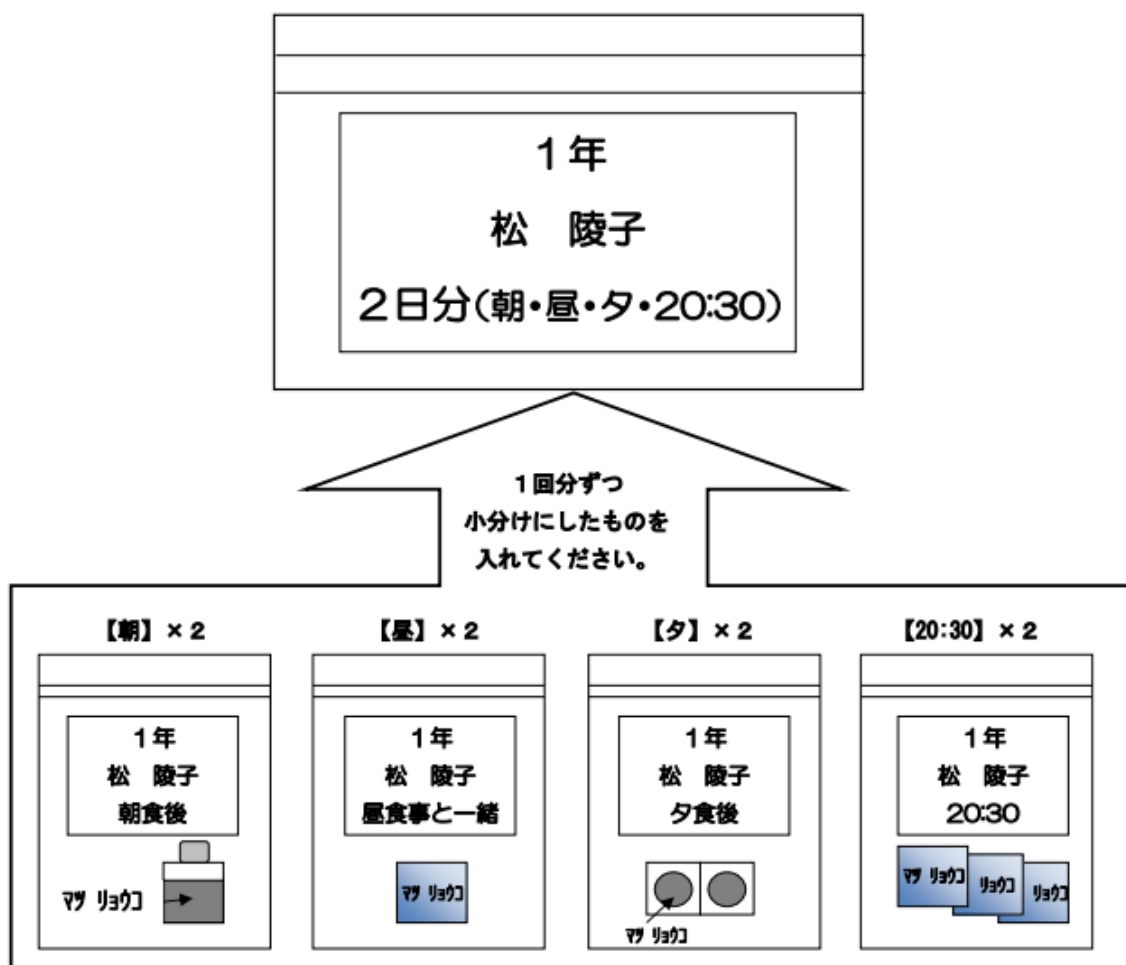 １年
松　陵子
２日分（朝・昼・夕・20:30）
１回分ずつ
小分けにしたものを
入れてください。
【朝】×２
【昼】×２
【夕】×２
【20:30】×２
１年
松　陵子
朝食後
ﾏﾂ ﾘｮｳｺ
１年
松　陵子
昼食事と一緒
ﾏﾂ ﾘｮｳｺ
１年
松　陵子
夕食後
ﾏﾂ ﾘｮｳｺ
１年
松　陵子
20:30
ﾏﾂ ﾘｮｳｺ
ﾘｮｳｺ
ﾘｮｳｺ